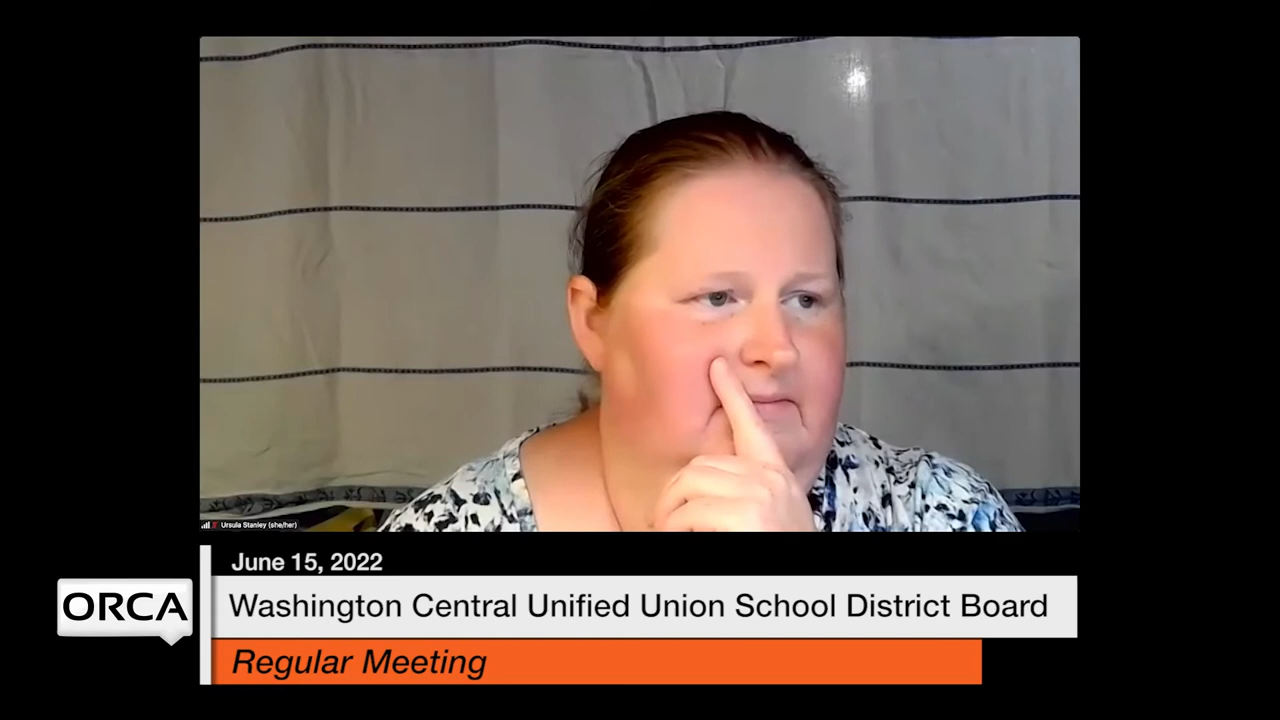 Ursula Stanley (she/her)
June 15, 2022
ORCA
Washington Central Unified Union School District Board
Regular Meeting